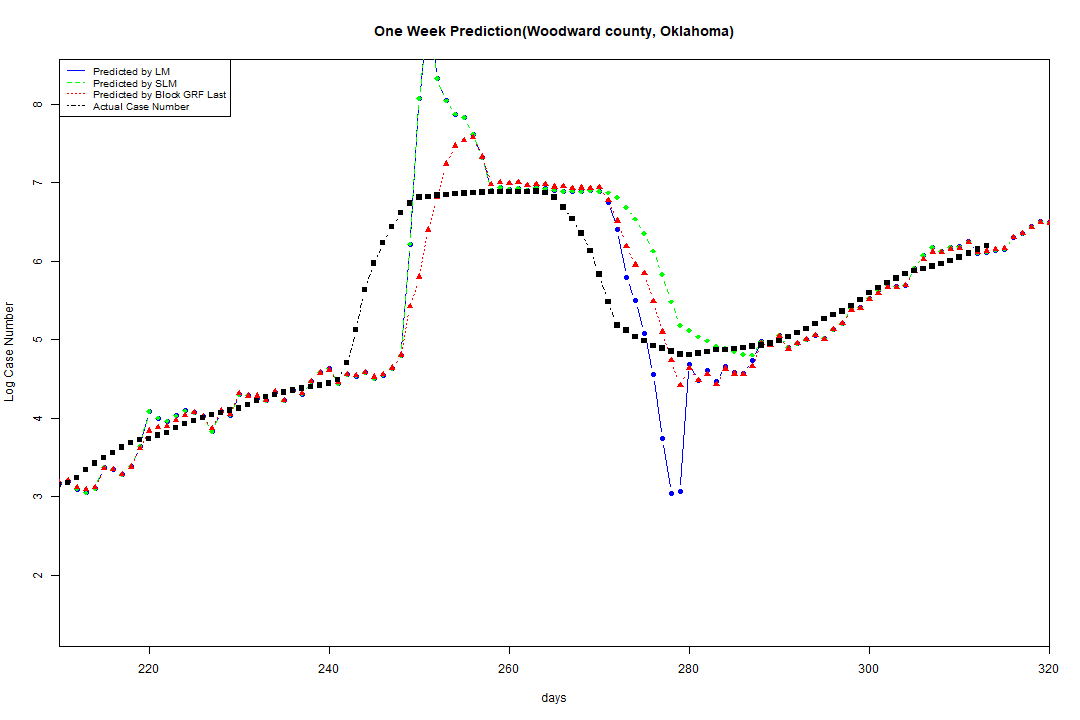 One Week Prediction(Woodward county, Oklahoma)
Predicted by LM
Predicted by SLM
Predicted by Block GRF Last
Actual Case Number
Log Case Number
8
7
6
5
4
3
2
220 240 260 280 300 320
days